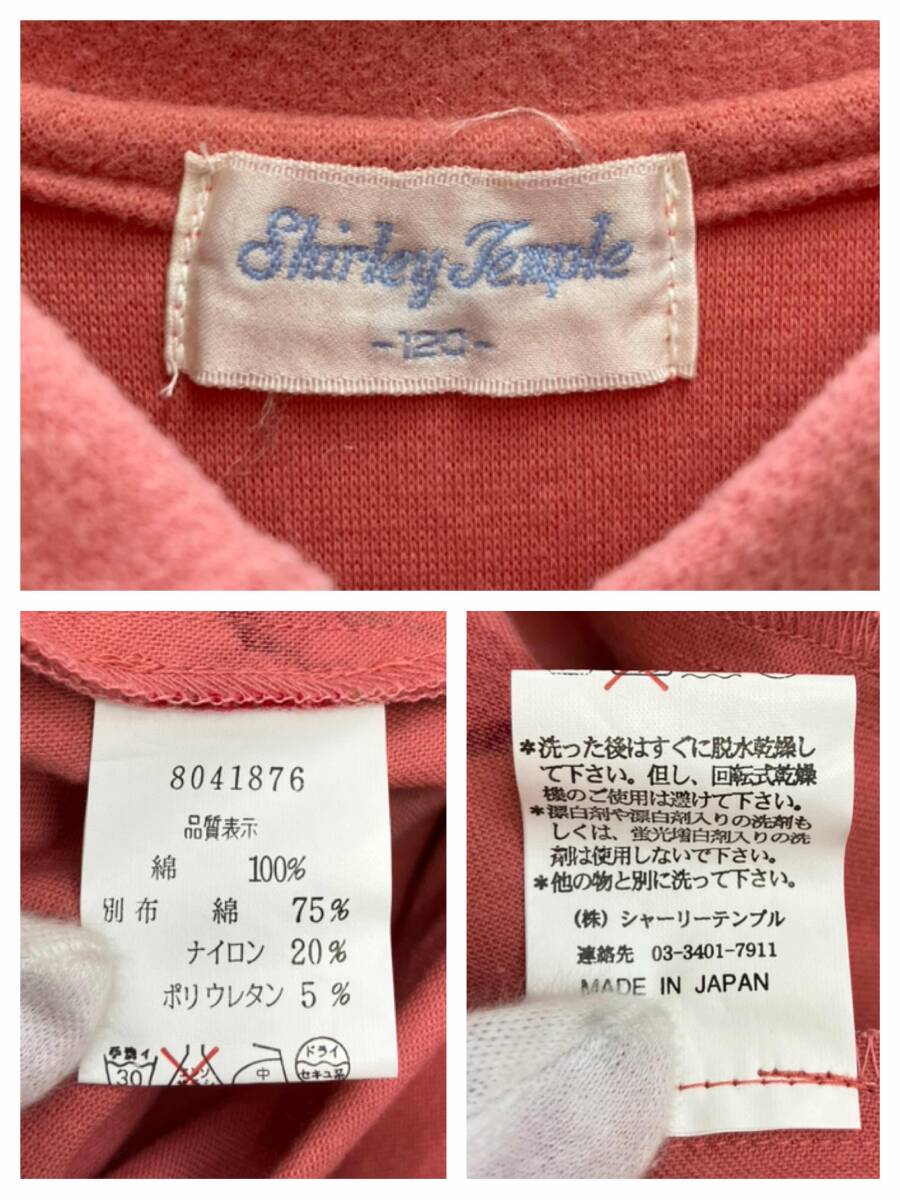 Shirley Temple
-120-
8041876
品質表示
綿 100%
別布 綿 75%
ナイロン 20%
ポリウレタン 5%
手洗イ 30 中 ドライ セキユ系
*洗った後はすぐに脱水乾燥し
て下さい。但し、回転式乾燥
機のご使用は避けて下さい。
*漂白剤や漂白剤入りの洗剤も
しくは、蛍光増白剤入りの洗
剤は使用しないで下さい。
*他の物と別に洗って下さい。
(株) シャーリーテンプル
連絡先 03-3401-7911
MADE IN JAPAN